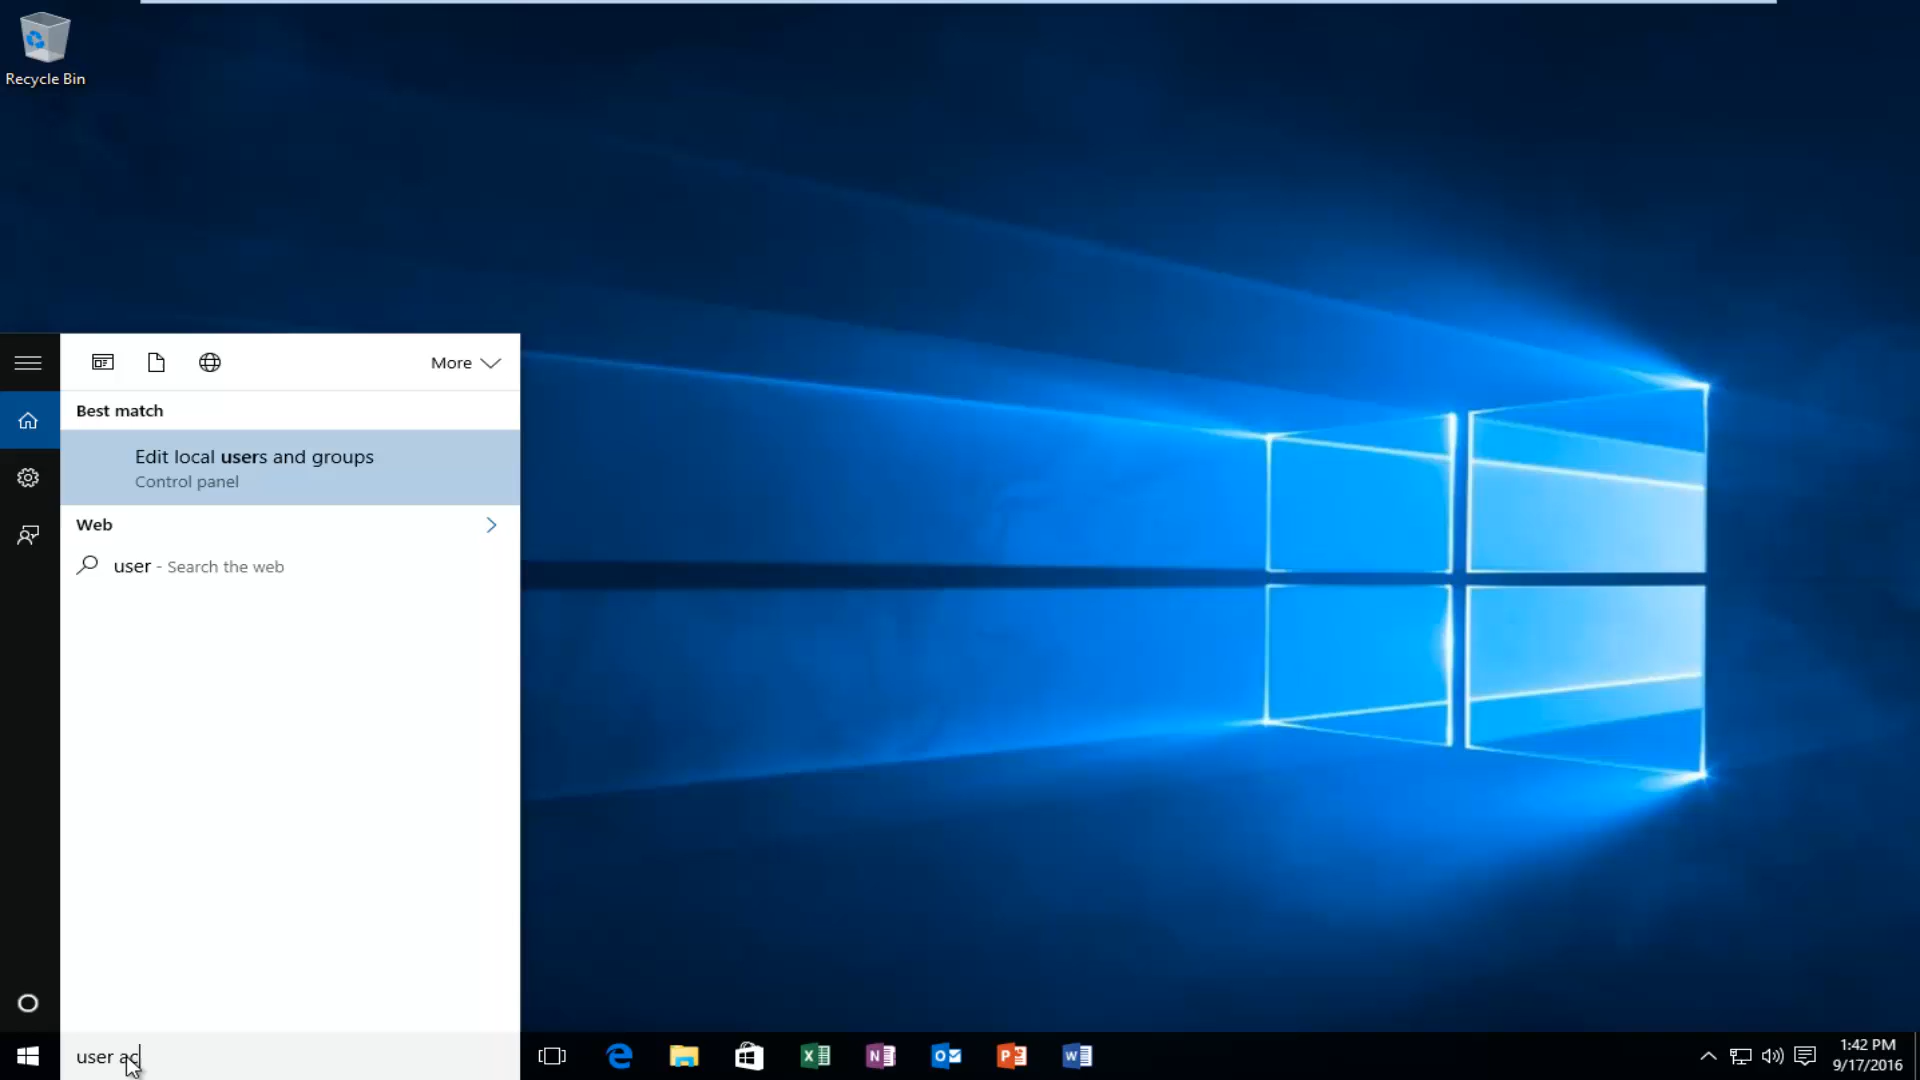 Recycle Bin
More
Best match
Edit local users and groups
Control panel
Web
user - Search the web
user ac
1:42 PM
9/17/2016